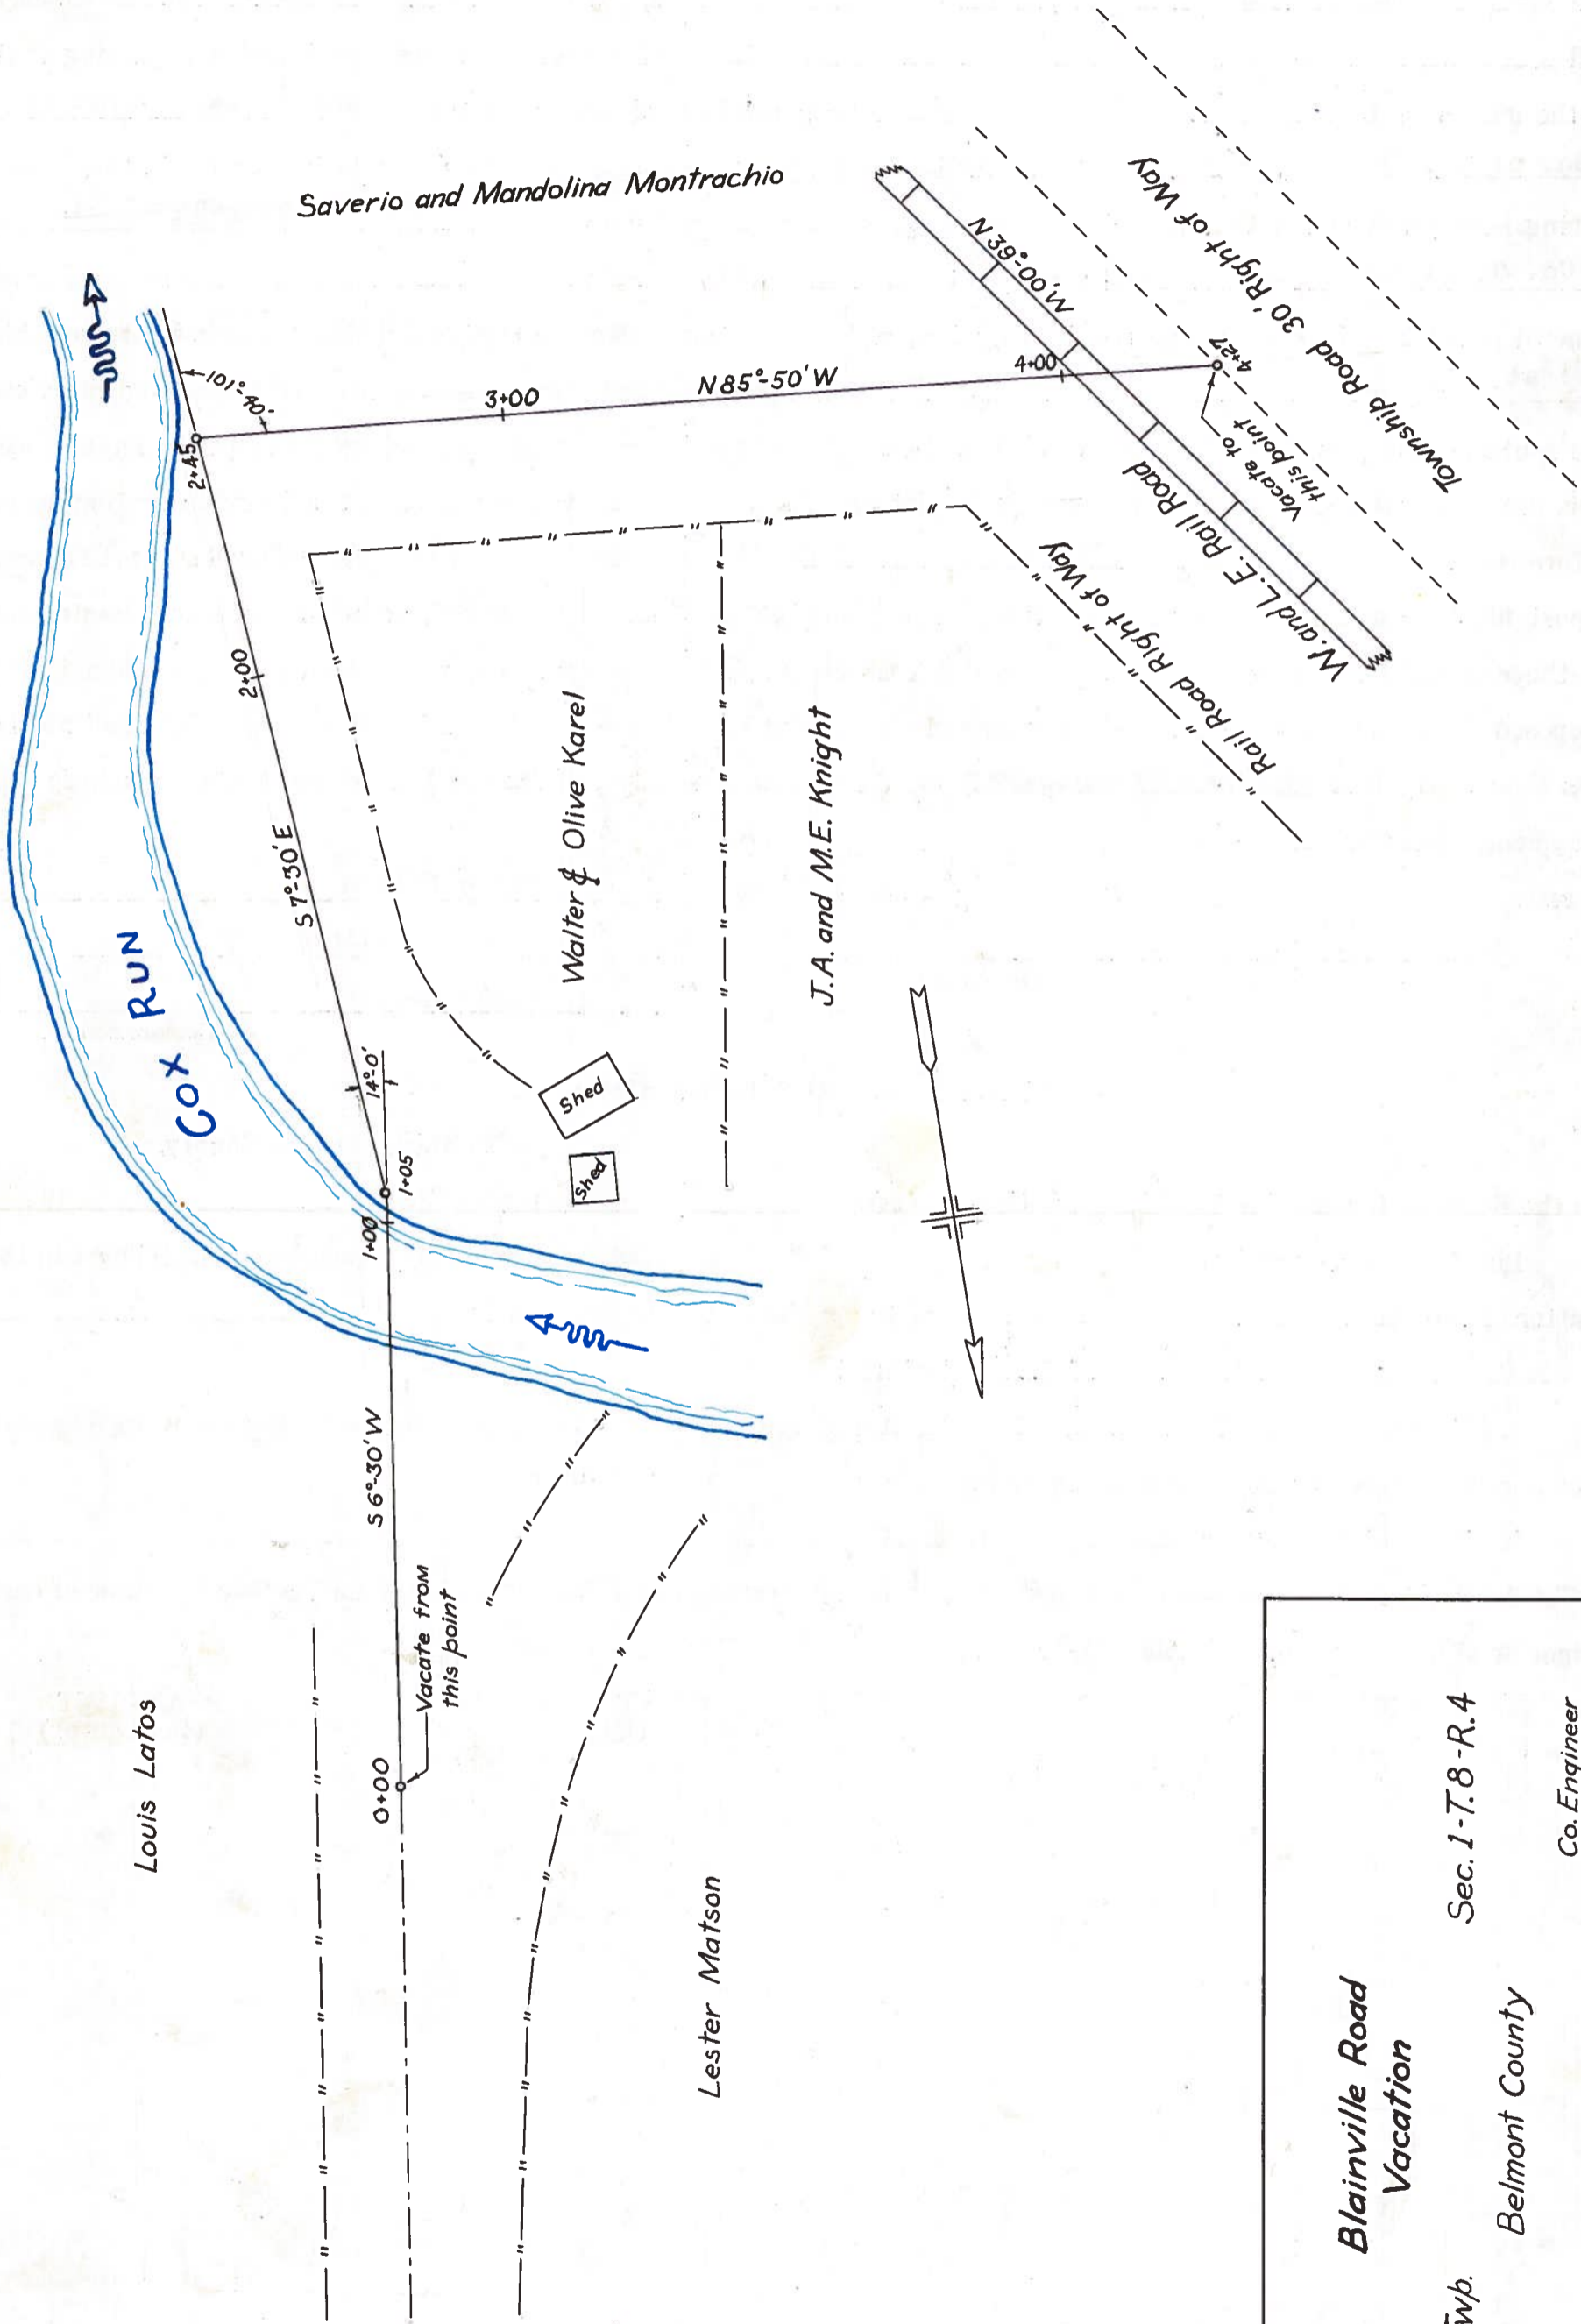 Saverio and Mandolina Montrachio
101°-40'
2+45
3+00
N 85°-50' W
4+00
N 39°-00' W
4+27
Vacate to
this point
Township Road 30' Right of Way
W. and L. E. Rail Road
Rail Road Right of Way
2+00
S 7°-30' E
COX RUN
Walter & Olive Karel
J.A. and M.E. Knight
14°-0'
1+05
1+00
Shed
Shed
S 6°-30' W
Vacate from
this point
0+00
Louis Latos
Lester Matson
Blainville Road
Vacation
Twp. Sec. 1-T.8-R.4
Belmont County
Co. Engineer